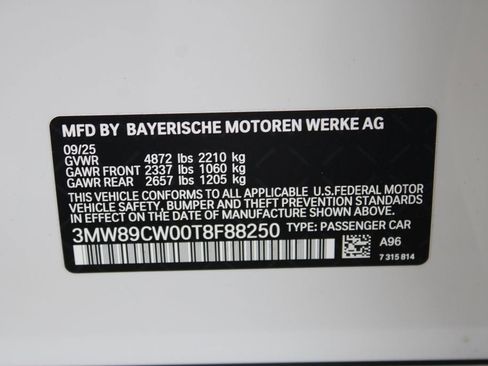 MFD BY BAYERISCHE MOTOREN WERKE AG
09/25
GVWR 4872 lbs 2210 kg
GAWR FRONT 2337 lbs 1060 kg
GAWR REAR 2657 lbs 1205 kg
THIS VEHICLE CONFORMS TO ALL APPLICABLE U.S.FEDERAL MOTOR
VEHICLE SAFETY, BUMPER, AND THEFT PREVENTION STANDARDS
IN EFFECT ON THE DATE OF MANUFACTURE SHOWN ABOVE.
3MW89CW00T8F88250 TYPE: PASSENGER CAR
A96
7 315 814